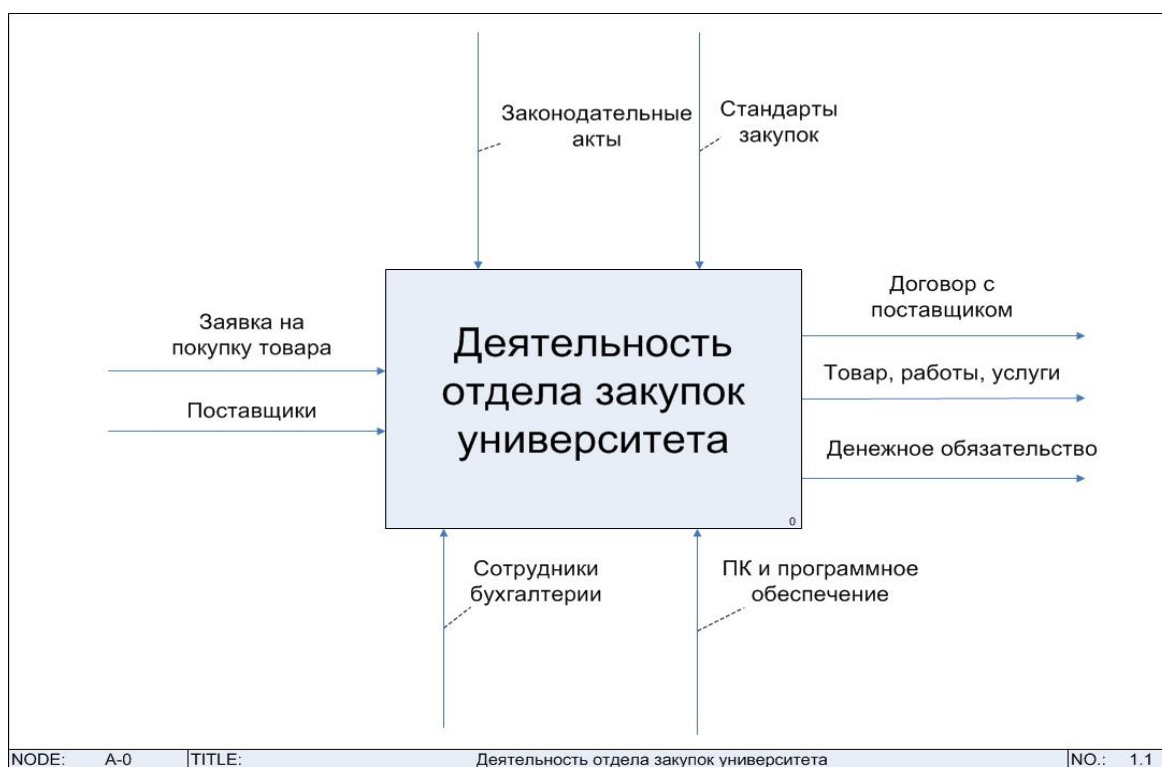 Законодательные
акты
Стандарты
закупок
Заявка на
покупку товара
Поставщики
Деятельность
отдела закупок
университета
0
Договор с
поставщиком
Товар, работы, услуги
Денежное обязательство
Сотрудники
бухгалтерии
ПК и программное
обеспечение
NODE: A-0 TITLE: Деятельность отдела закупок университета NO.: 1.1